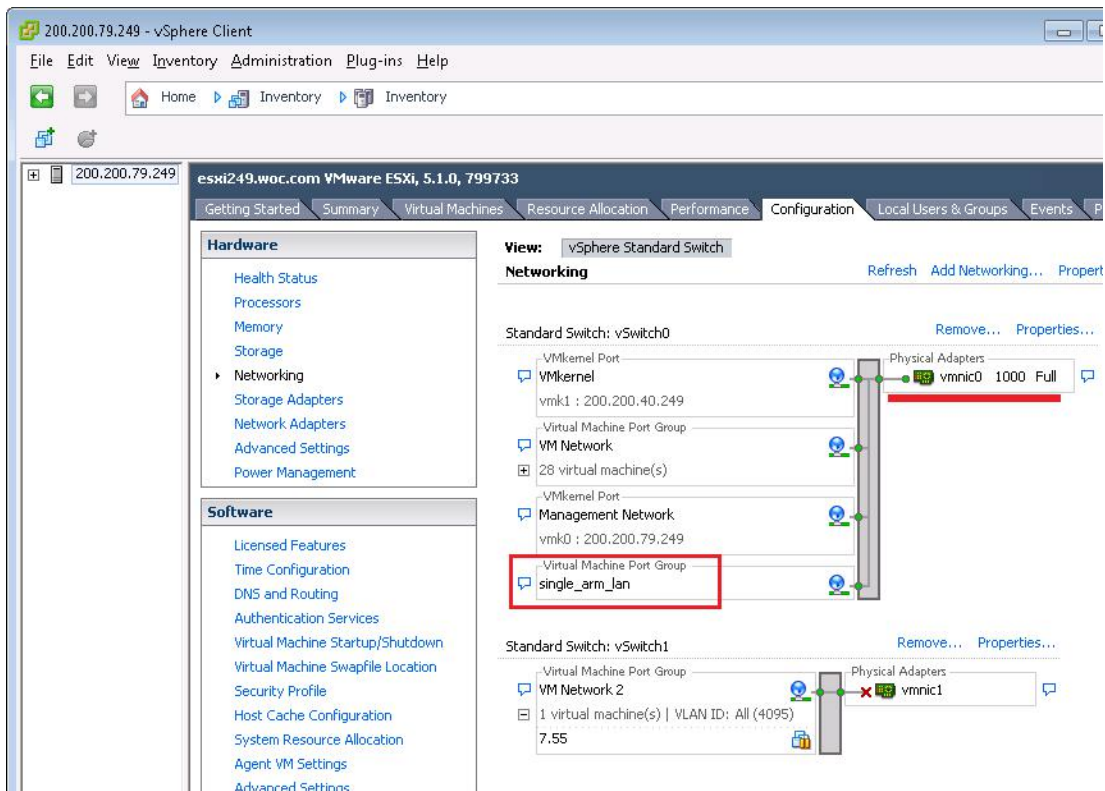 200.200.79.249 - vSphere Client
File Edit View Inventory Administration Plug-ins Help
Home Inventory Inventory
200.200.79.249
esxi249.woc.com VMware ESXi, 5.1.0, 799733
Getting Started Summary Virtual Machines Resource Allocation Performance Configuration Local Users & Groups Events P
Hardware
Health Status
Processors
Memory
Storage
Networking
Storage Adapters
Network Adapters
Advanced Settings
Power Management
Software
Licensed Features
Time Configuration
DNS and Routing
Authentication Services
Virtual Machine Startup/Shutdown
Virtual Machine Swapfile Location
Security Profile
Host Cache Configuration
System Resource Allocation
Agent VM Settings
Advanced Settings
View: vSphere Standard Switch
Networking Refresh Add Networking... Propert
Standard Switch: vSwitch0 Remove... Properties...
VMkernel Port
VMkernel
vmk1 : 200.200.40.249
Physical Adapters
vmnic0 1000 Full
Virtual Machine Port Group
VM Network
28 virtual machine(s)
VMkernel Port
Management Network
vmk0 : 200.200.79.249
Virtual Machine Port Group
single_arm_lan
Standard Switch: vSwitch1 Remove... Properties...
Virtual Machine Port Group
VM Network 2
1 virtual machine(s) | VLAN ID: All (4095)
7.55
Physical Adapters
vmnic1